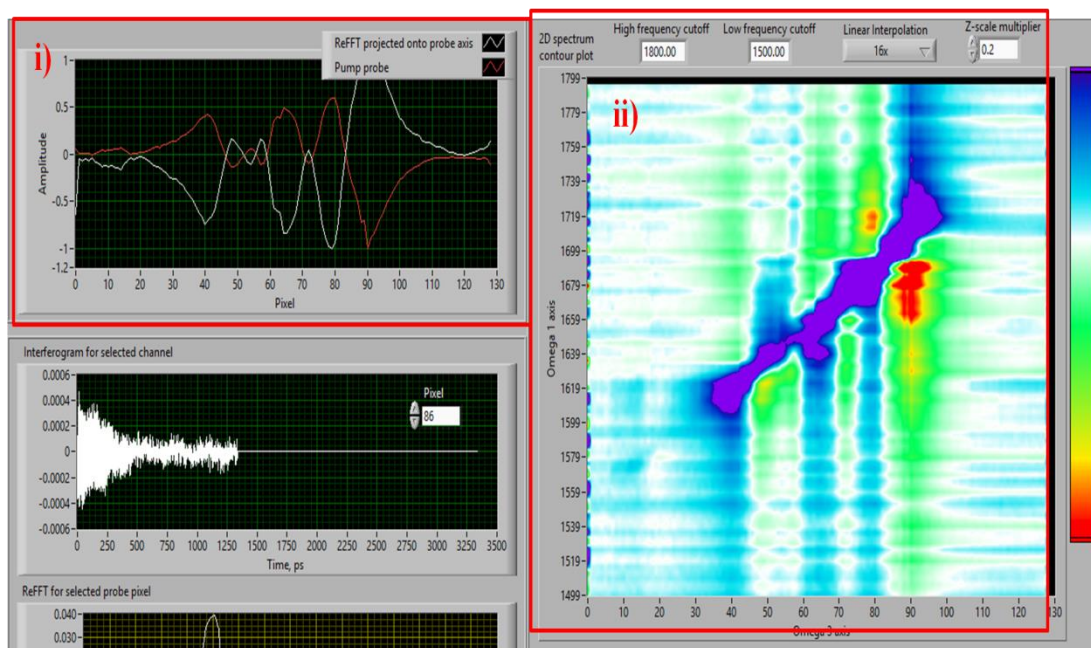 i)
ReFFT projected onto probe axis
Pump probe
1
0.5
0
-0.5
-1
-1.2
Amplitude
0 10 20 30 40 50 60 70 80 90 100 110 120 130
Pixel
Interferogram for selected channel
0.0006
0.0004
0.0002
0
-0.0002
-0.0004
-0.0006
Pixel
86
0 250 500 750 1000 1250 1500 1750 2000 2250 2500 2750 3000 3250 3500
Time, ps
ReFFT for selected probe pixel
0.040
0.030
2D spectrum
contour plot
High frequency cutoff
1800.00
Low frequency cutoff
1500.00
Linear Interpolation
16x
Z-scale multiplier
0.2
ii)
1799
1779
1759
1739
1719
1699
1679
1659
1639
1619
1599
1579
1559
1539
1519
1499
Omega 1 axis
0 10 20 30 40 50 60 70 80 90 100 110 120 130
Omega 3 axis